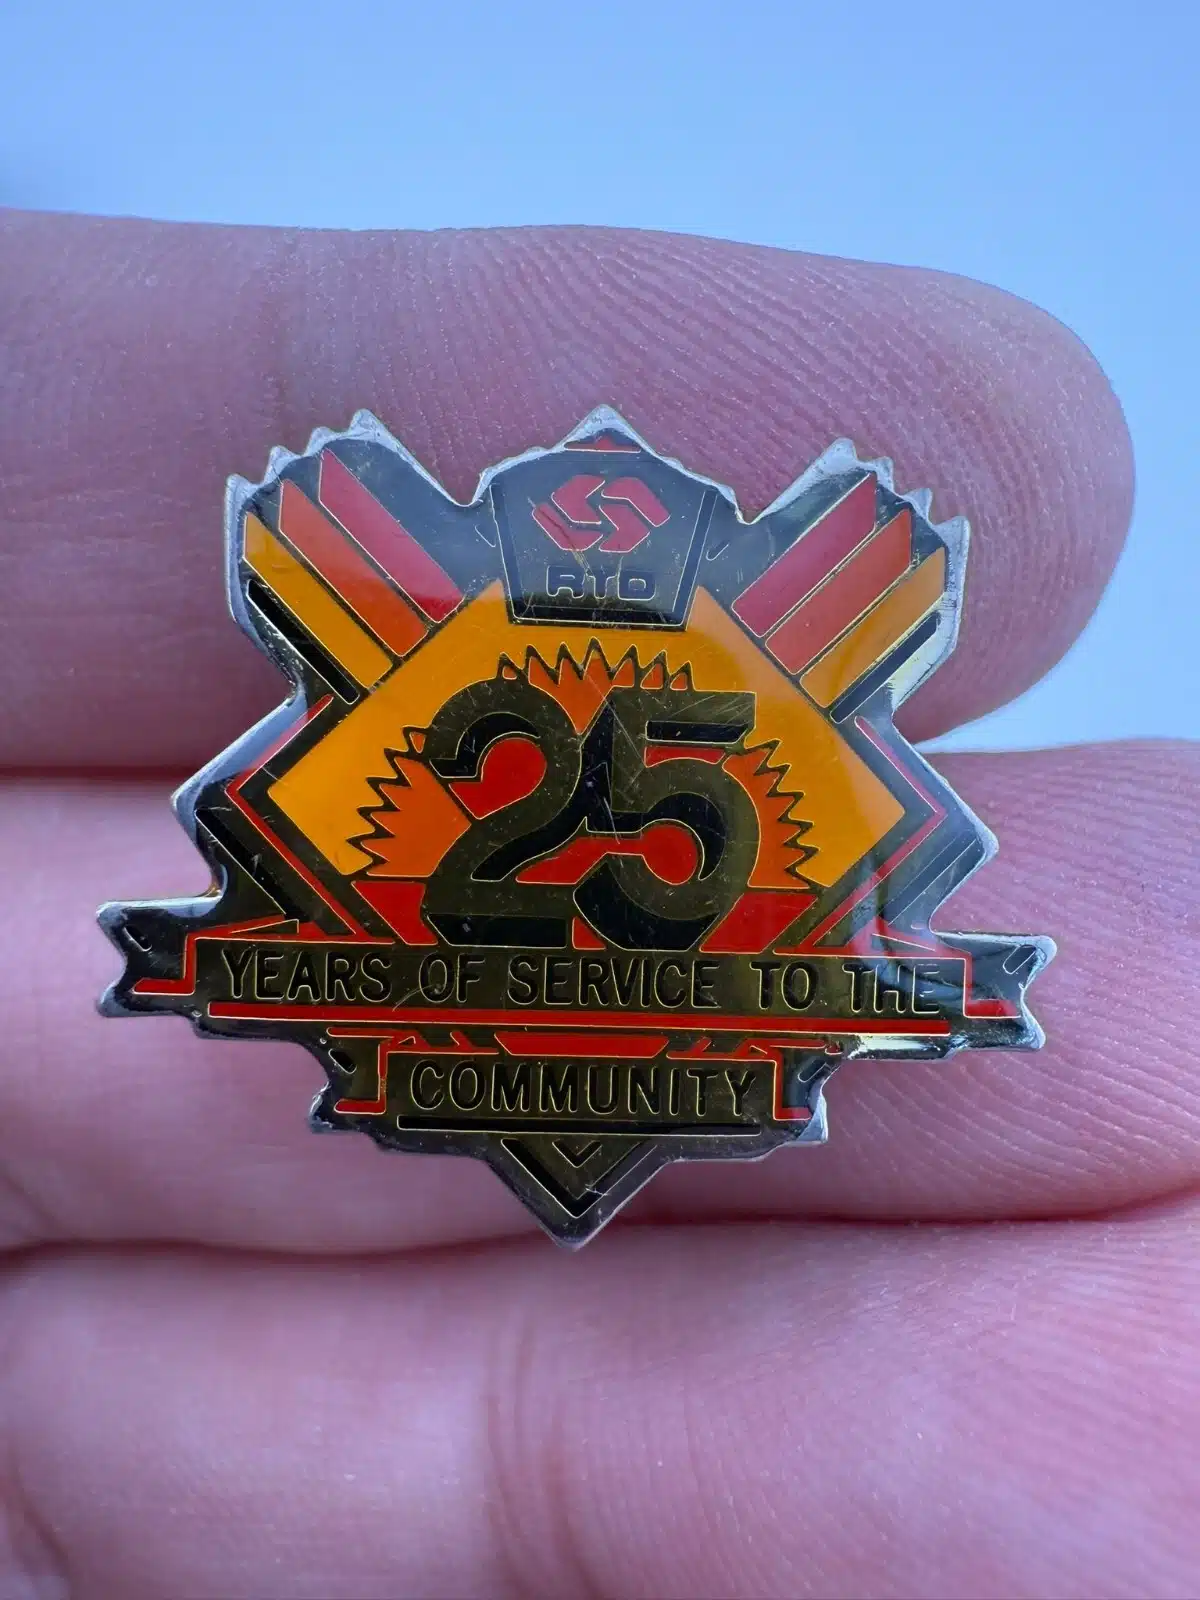 RTD
25
YEARS OF SERVICE TO THE
COMMUNITY